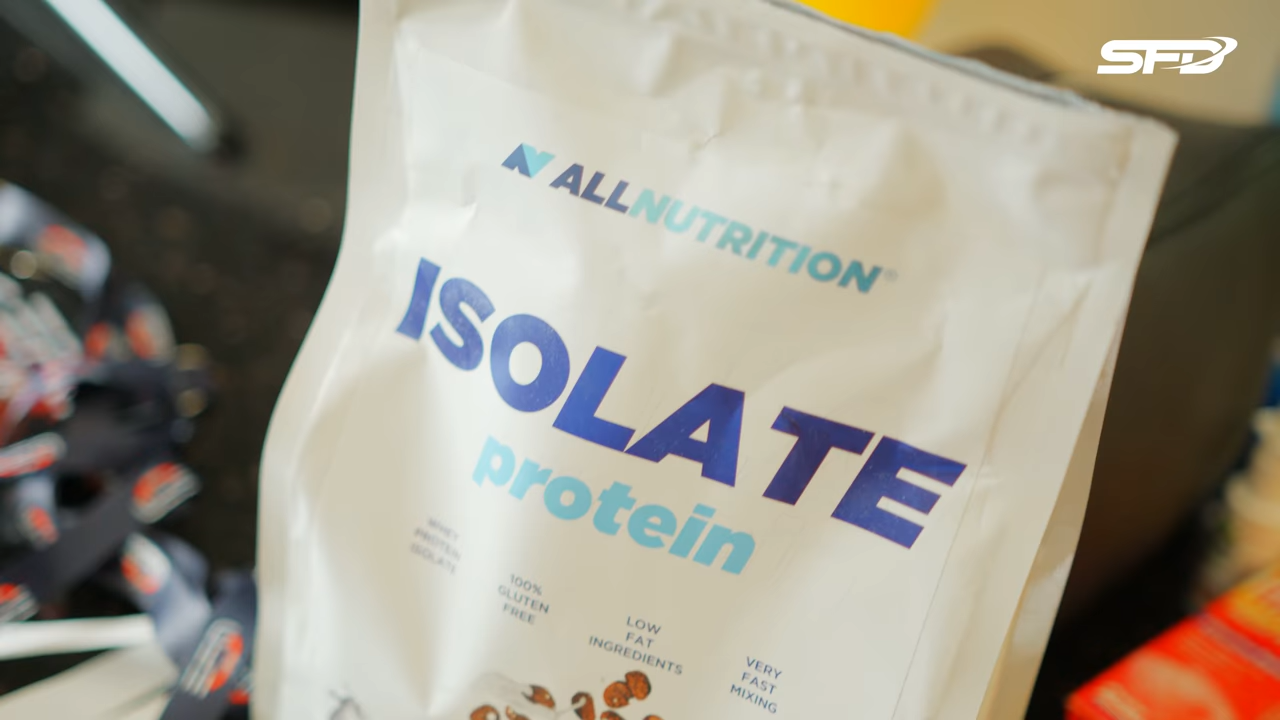 SFD
ALLNUTRITION®
ISOLATE
protein
WHEY
PROTEIN
ISOLATE
100%
GLUTEN
FREE
LOW
FAT
INGREDIENTS
VERY
FAST
MIXING